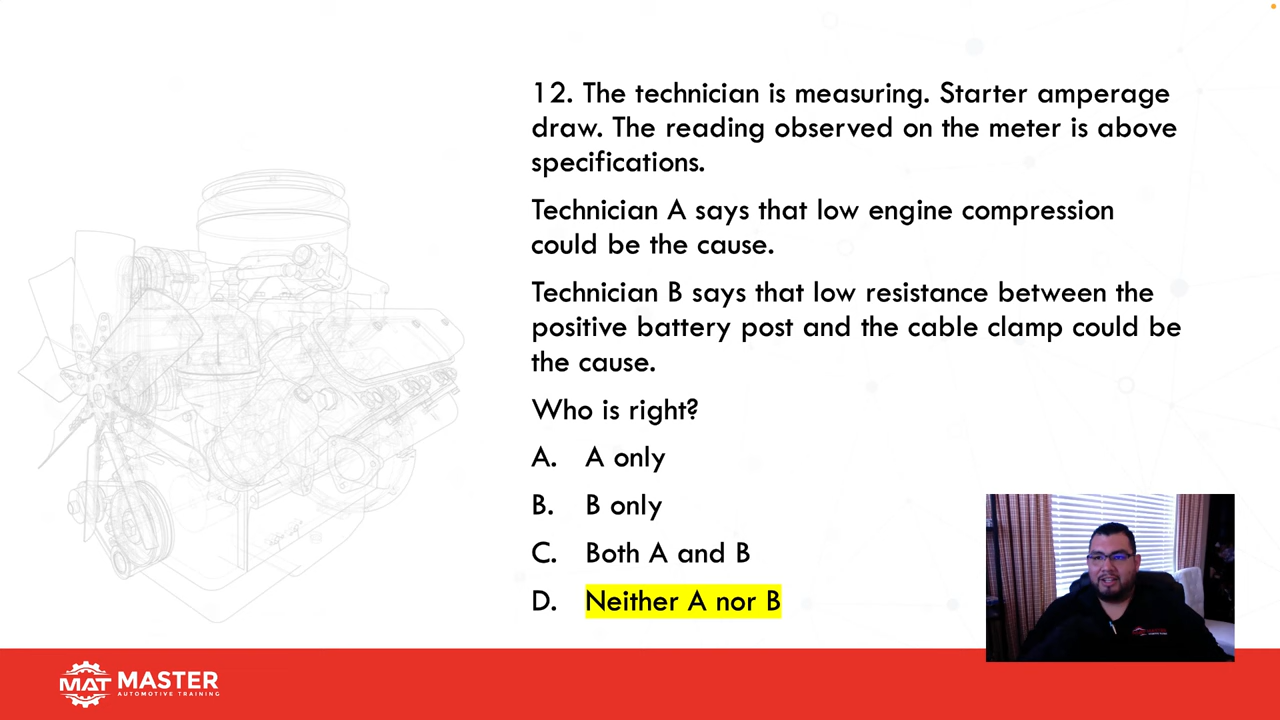 12. The technician is measuring. Starter amperage
draw. The reading observed on the meter is above
specifications.
Technician A says that low engine compression
could be the cause.
Technician B says that low resistance between the
positive battery post and the cable clamp could be
the cause.
Who is right?
A. A only
B. B only
C. Both A and B
D. Neither A nor B
MAT MASTER
AUTOMOTIVE TRAINING